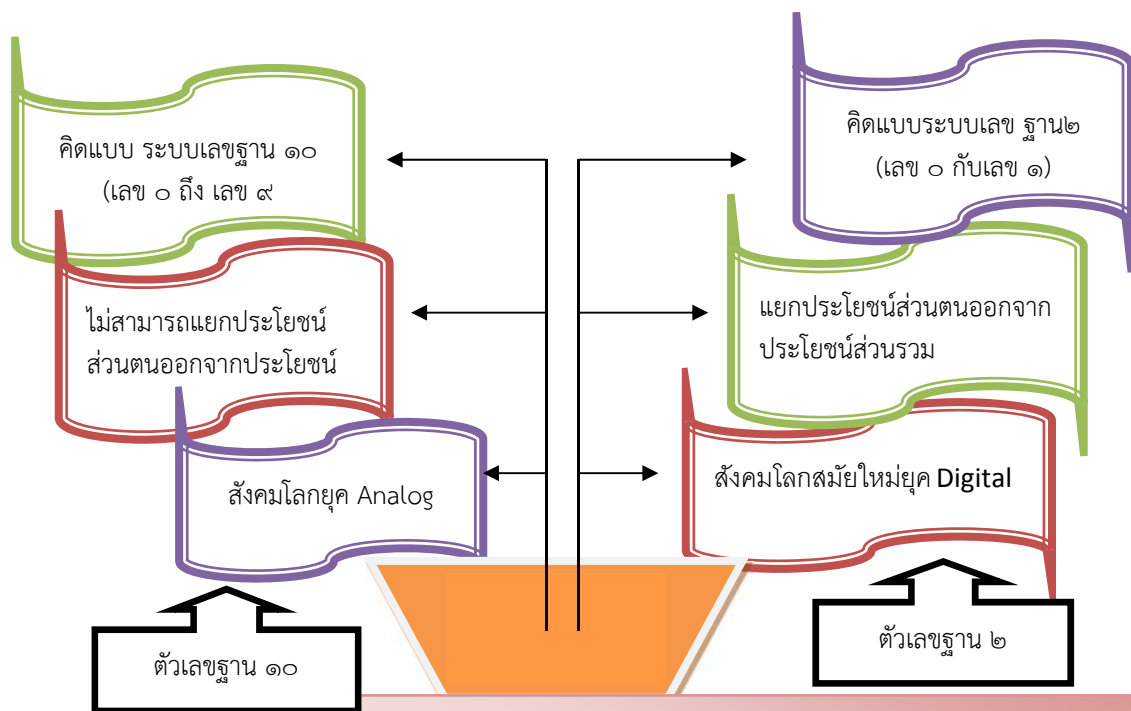 คิดแบบ ระบบเลขฐาน ๑๐
(เลข ๐ ถึง เลข ๙
ไม่สามารถแยกประโยชน์
ส่วนตนออกจากประโยชน์
สังคมโลกยุค Analog
ตัวเลขฐาน ๑๐
คิดแบบระบบเลข ฐาน๒
(เลข ๐ กับเลข ๑)
แยกประโยชน์ส่วนตนออกจาก
ประโยชน์ส่วนรวม
สังคมโลกสมัยใหม่ยุค Digital
ตัวเลขฐาน ๒